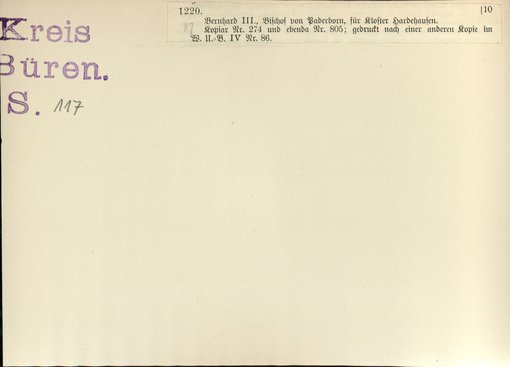 1220. [10
Bernhard III., Bischof von Paderborn, für Kloster Hardehausen.
Kopiar Nr. 274 und ebenda Nr. 805; gedruckt nach einer anderen Kopie im
W. U.-B. IV Nr. 86.
Kreis
Büren.
S. 117